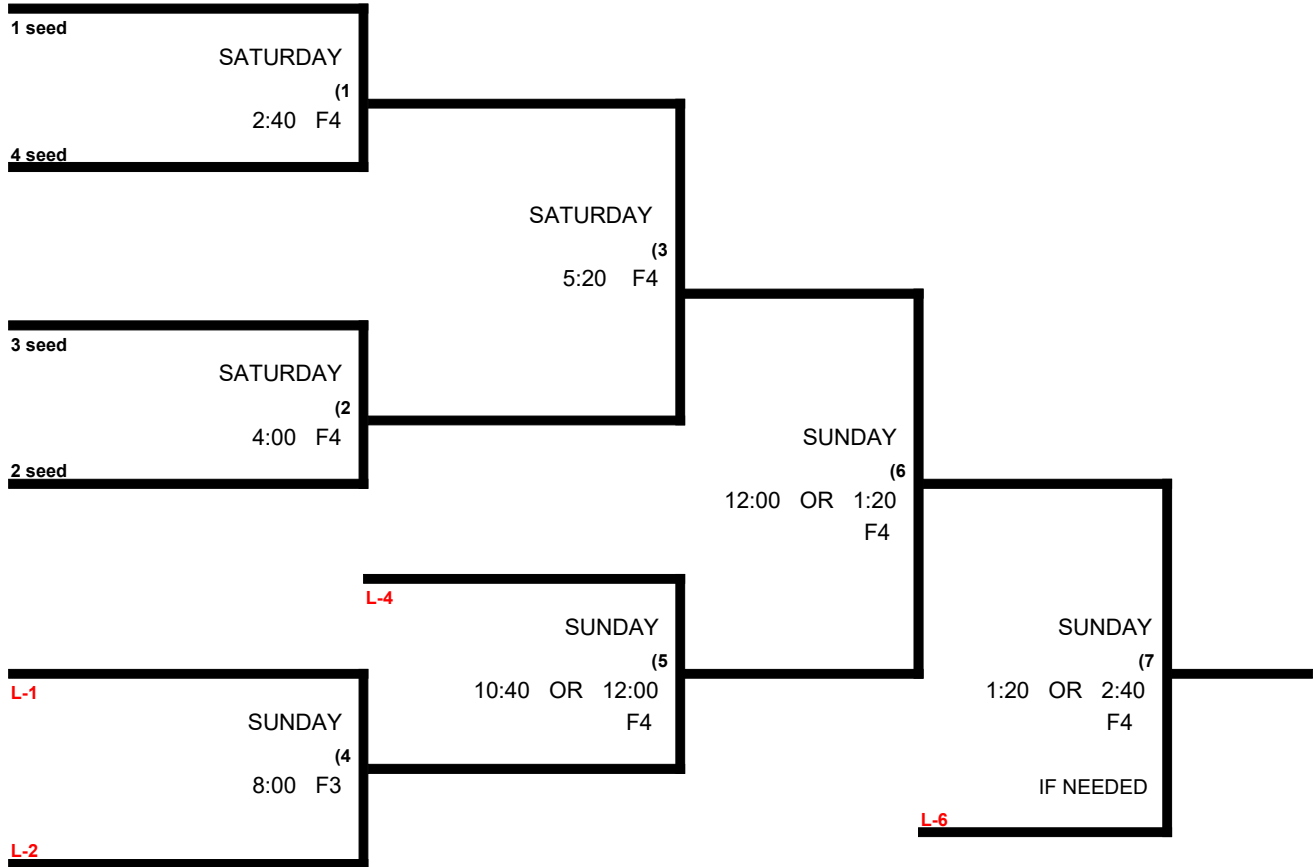 1 seed
SATURDAY
(1
2:40 F4
4 seed
SATURDAY
(3
5:20 F4
3 seed
SATURDAY
(2
4:00 F4
2 seed
SUNDAY
(6
12:00 OR 1:20
F4
L-4
SUNDAY
(5
10:40 OR 12:00
F4
SUNDAY
(7
1:20 OR 2:40
F4
IF NEEDED
L-6
L-1
SUNDAY
(4
8:00 F3
L-2